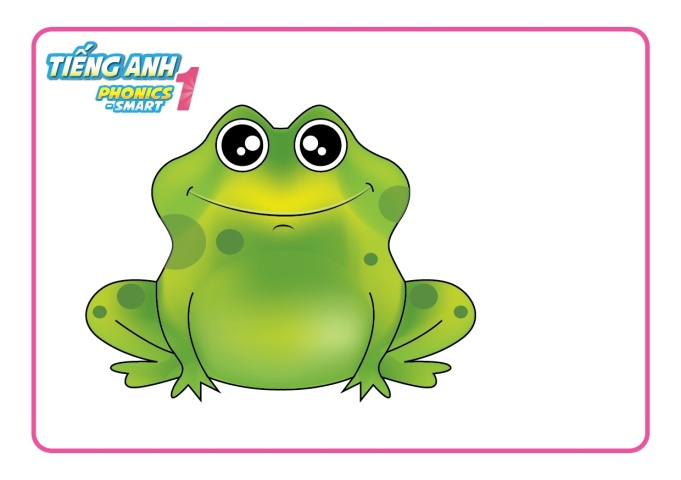 TIẾNG ANH
PHONICS
-SMART 1